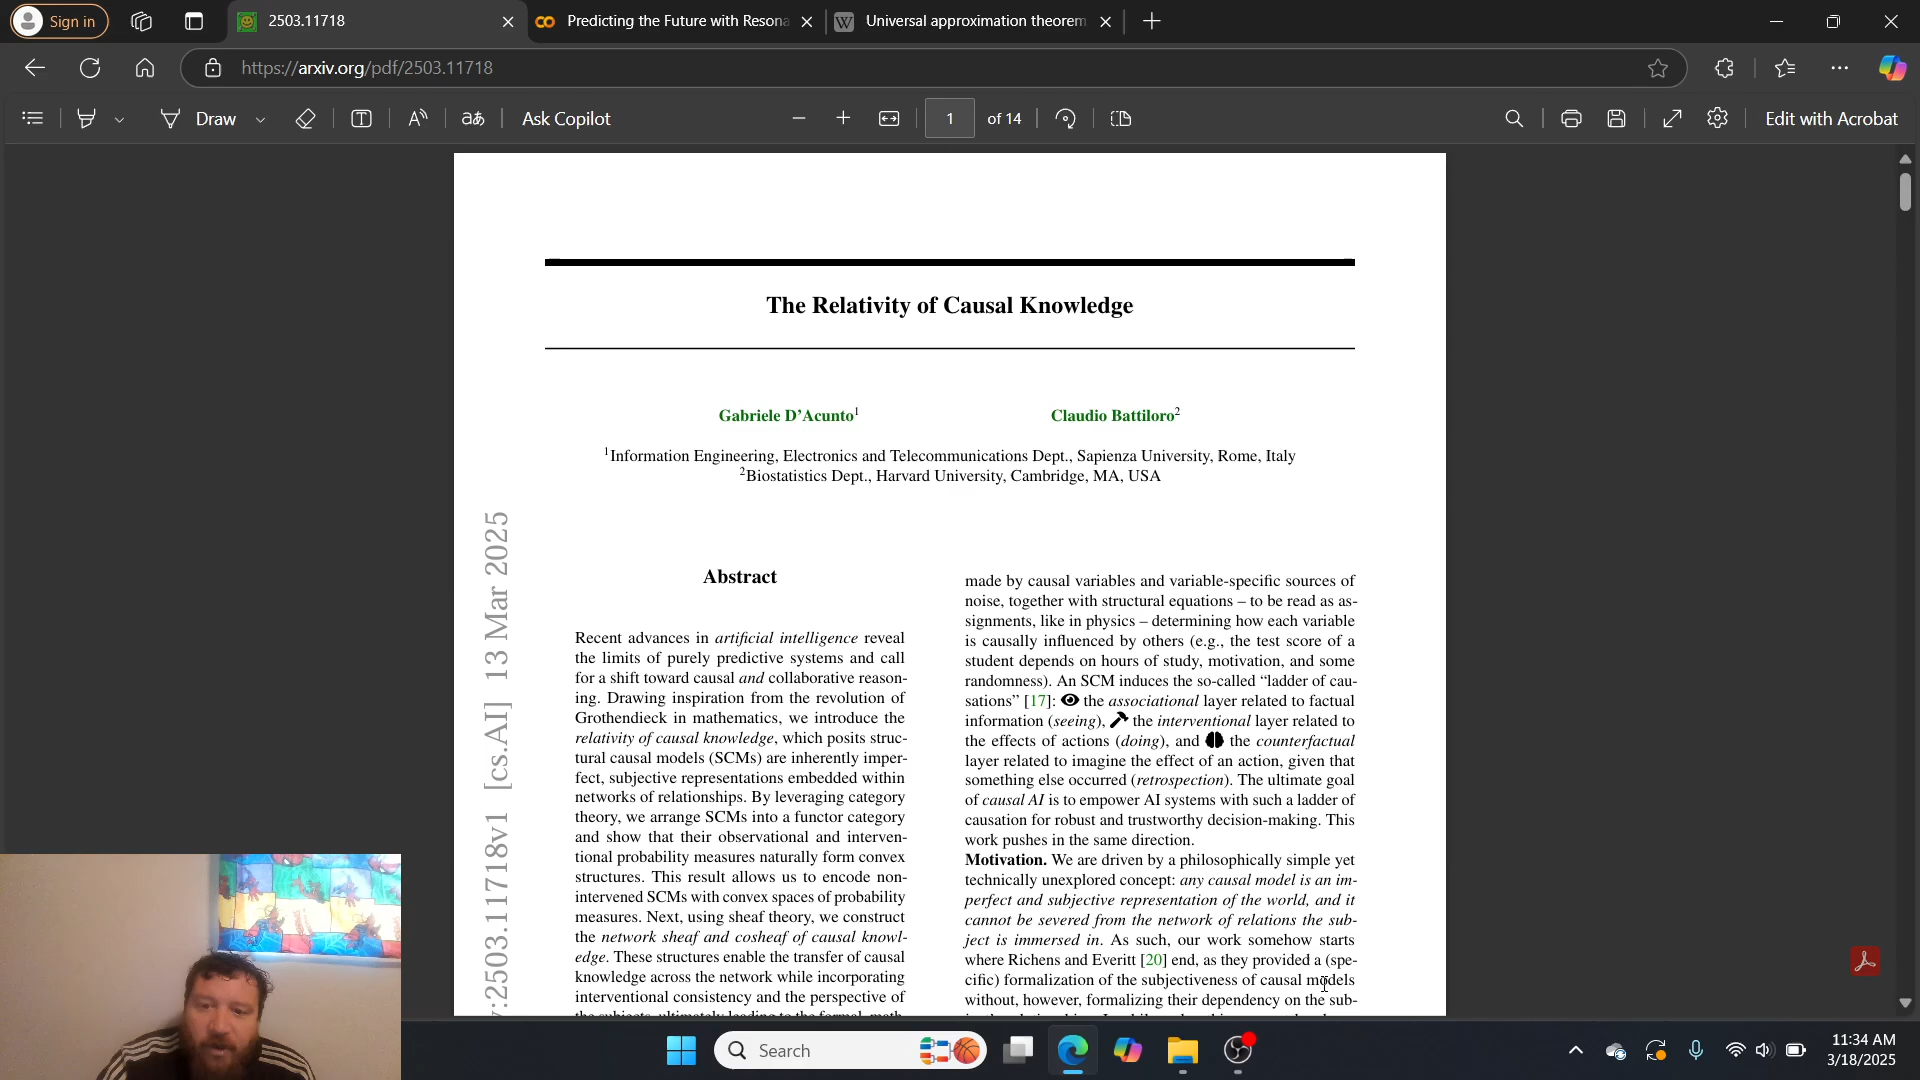 Sign in
2503.11718
Predicting the Future with Resona
Universal approximation theorem
https://arxiv.org/pdf/2503.11718
Draw
aあ
Ask Copilot
1 of 14
Edit with Acrobat
The Relativity of Causal Knowledge
Gabriele D'Acunto1
Claudio Battiloro2
1Information Engineering, Electronics and Telecommunications Dept., Sapienza University, Rome, Italy
2Biostatistics Dept., Harvard University, Cambridge, MA, USA
:2503.11718v1 [cs.AI] 13 Mar 2025
Abstract
Recent advances in artificial intelligence reveal
the limits of purely predictive systems and call
for a shift toward causal and collaborative reason-
ing. Drawing inspiration from the revolution of
Grothendieck in mathematics, we introduce the
relativity of causal knowledge, which posits struc-
tural causal models (SCMs) are inherently imper-
fect, subjective representations embedded within
networks of relationships. By leveraging category
theory, we arrange SCMs into a functor category
and show that their observational and interven-
tional probability measures naturally form convex
structures. This result allows us to encode non-
intervened SCMs with convex spaces of probability
measures. Next, using sheaf theory, we construct
the network sheaf and cosheaf of causal knowl-
edge. These structures enable the transfer of causal
knowledge across the network while incorporating
interventional consistency and the perspective of
made by causal variables and variable-specific sources of
noise, together with structural equations – to be read as as-
signments, like in physics – determining how each variable
is causally influenced by others (e.g., the test score of a
student depends on hours of study, motivation, and some
randomness). An SCM induces the so-called “ladder of cau-
sations” [17]: the associational layer related to factual
information (seeing), the interventional layer related to
the effects of actions (doing), and the counterfactual
layer related to imagine the effect of an action, given that
something else occurred (retrospection). The ultimate goal
of causal AI is to empower AI systems with such a ladder of
causation for robust and trustworthy decision-making. This
work pushes in the same direction.
Motivation. We are driven by a philosophically simple yet
technically unexplored concept: any causal model is an im-
perfect and subjective representation of the world, and it
cannot be severed from the network of relations the sub-
ject is immersed in. As such, our work somehow starts
where Richens and Everitt [20] end, as they provided a (spe-
cific) formalization of the subjectiveness of causal models
without, however, formalizing their dependency on the sub-
Search
11:34 AM
3/18/2025